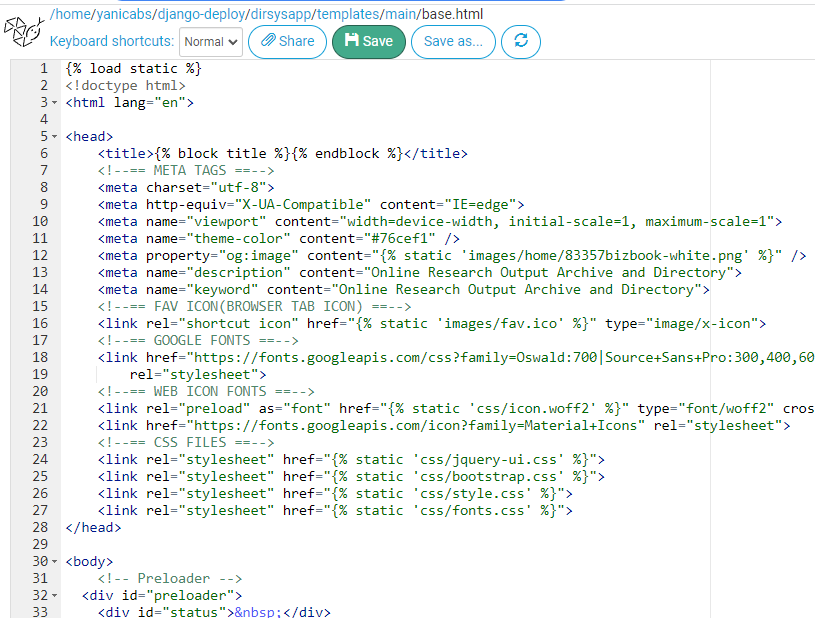 /home/yanicabs/django-deploy/dirsysapp/templates/main/base.html
Keyboard shortcuts: Normal Share Save Save as...
1 {% load static %}
2 <!doctype html>
3 <html lang="en">
4
5 <head>
6 <title>{% block title %}{% endblock %}</title>
7 <!--== META TAGS ==-->
8 <meta charset="utf-8">
9 <meta http-equiv="X-UA-Compatible" content="IE=edge">
10 <meta name="viewport" content="width=device-width, initial-scale=1, maximum-scale=1">
11 <meta name="theme-color" content="#76cef1" />
12 <meta property="og:image" content="{% static 'images/home/83357bizbook-white.png' %}" />
13 <meta name="description" content="Online Research Output Archive and Directory">
14 <meta name="keyword" content="Online Research Output Archive and Directory">
15 <!--== FAV ICON(BROWSER TAB ICON) ==-->
16 <link rel="shortcut icon" href="{% static 'images/fav.ico' %}" type="image/x-icon">
17 <!--== GOOGLE FONTS ==-->
18 <link href="https://fonts.googleapis.com/css?family=Oswald:700|Source+Sans+Pro:300,400,60
19 rel="stylesheet">
20 <!--== WEB ICON FONTS ==-->
21 <link rel="preload" as="font" href="{% static 'css/icon.woff2' %}" type="font/woff2" cros
22 <link href="https://fonts.googleapis.com/icon?family=Material+Icons" rel="stylesheet">
23 <!--== CSS FILES ==-->
24 <link rel="stylesheet" href="{% static 'css/jquery-ui.css' %}">
25 <link rel="stylesheet" href="{% static 'css/bootstrap.css' %}">
26 <link rel="stylesheet" href="{% static 'css/style.css' %}">
27 <link rel="stylesheet" href="{% static 'css/fonts.css' %}">
28 </head>
29
30 <body>
31 <!-- Preloader -->
32 <div id="preloader">
33 <div id="status">&nbsp;</div>